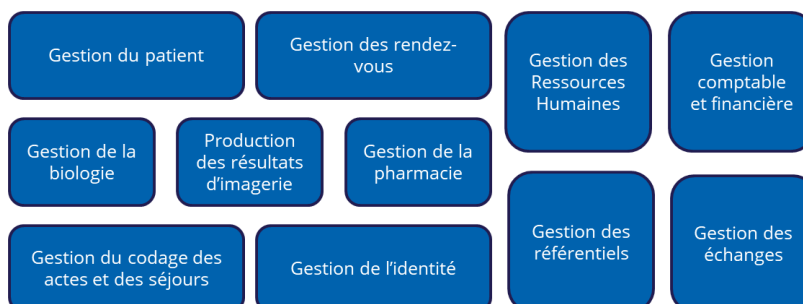 Gestion du patient
Gestion des rendez-
vous
Gestion des
Ressources
Humaines
Gestion
comptable
et financière
Gestion de la
biologie
Production
des résultats
d'imagerie
Gestion de la
pharmacie
Gestion du codage des
actes et des séjours
Gestion de l'identité
Gestion des
référentiels
Gestion des
échanges